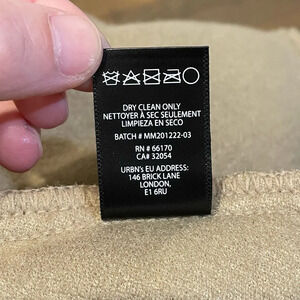 DRY CLEAN ONLY
NETTOYER À SEC SEULEMENT
LIMPIEZA EN SECO
BATCH # MM201222-03
RN # 66170
CA# 32054
URBN's EU ADDRESS:
146 BRICK LANE
LONDON,
E1 6RU